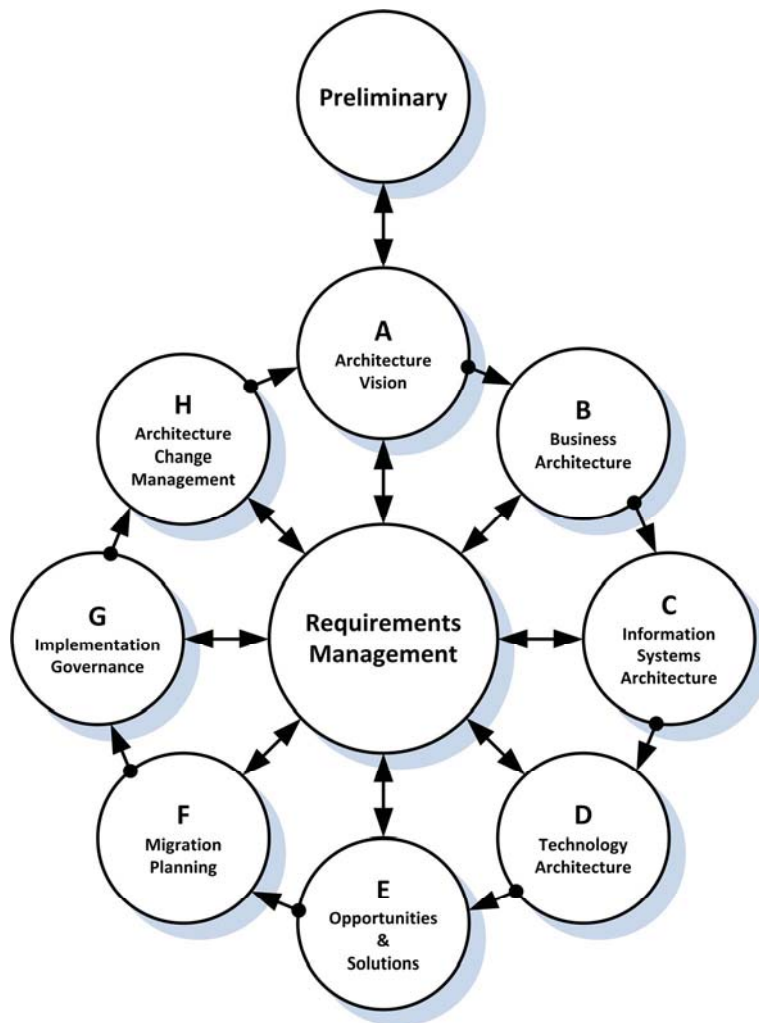 Preliminary
A
Architecture
Vision
B
Business
Architecture
C
Information
Systems
Architecture
D
Technology
Architecture
E
Opportunities
&
Solutions
F
Migration
Planning
G
Implementation
Governance
H
Architecture
Change
Management
Requirements
Management